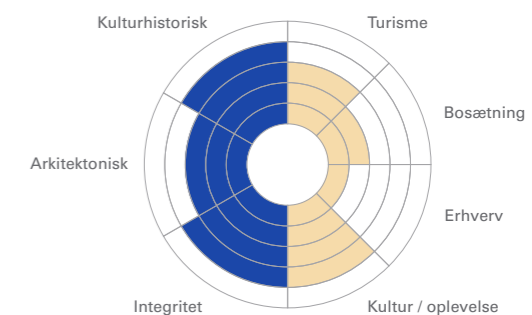 Kulturhistorisk
Turisme
Bosætning
Arkitektonisk
Erhverv
Integritet
Kultur / oplevelse